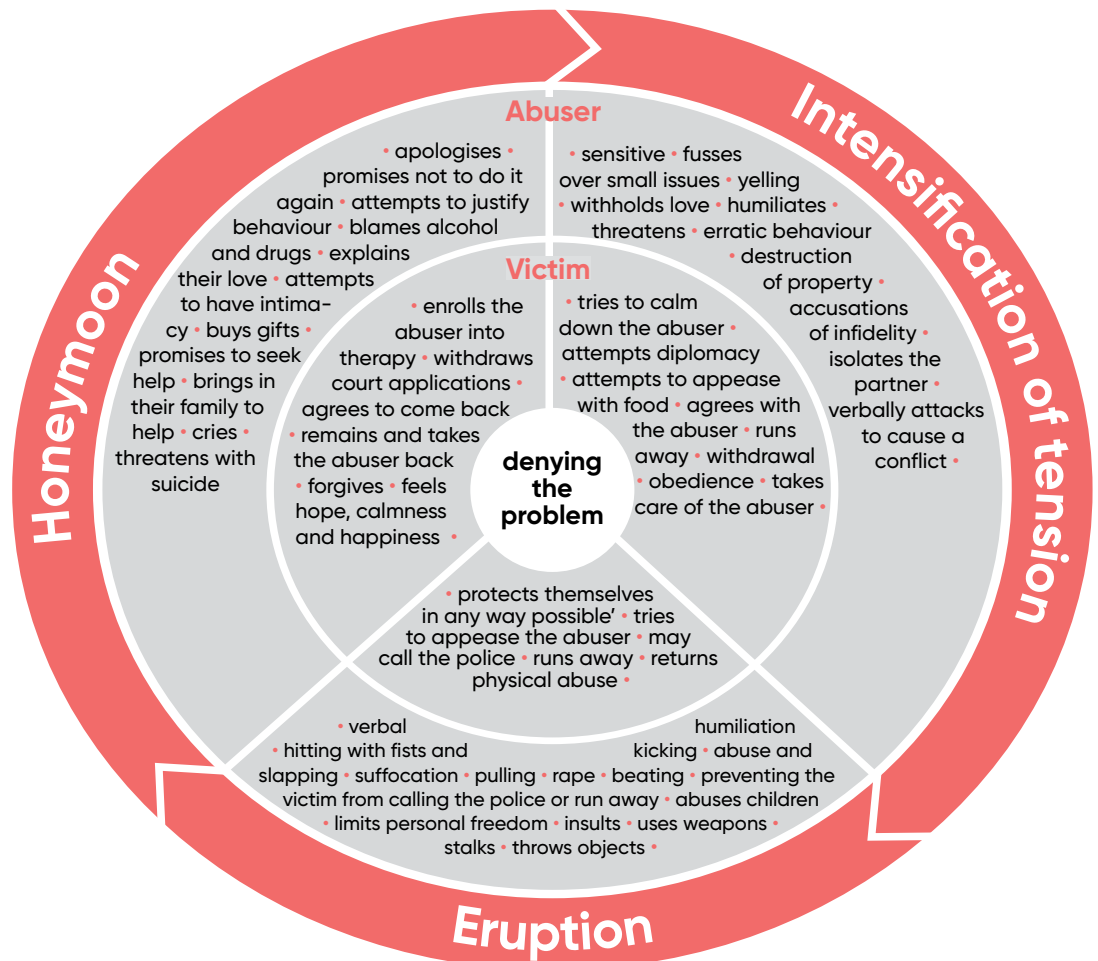 Honeymoon
Intensification of tension
Eruption
Abuser
• apologises •
promises not to do it
again • attempts to justify
behaviour • blames alcohol
and drugs • explains
their love • attempts
to have intima-
cy • buys gifts •
promises to seek
help • brings in
their family to
help • cries •
threatens with
suicide
• sensitive • fusses
over small issues • yelling
• withholds love • humiliates •
threatens • erratic behaviour
• destruction
of property •
accusations
of infidelity •
isolates the
partner •
verbally attacks
to cause a
conflict •
Victim
• enrolls the
abuser into
therapy • withdraws
court applications •
agrees to come back
• remains and takes
the abuser back
• forgives • feels
hope, calmness
and happiness •
• tries to calm
down the abuser •
attempts diplomacy
• attempts to appease
with food • agrees with
the abuser • runs
away • withdrawal
• obedience • takes
care of the abuser •
denying
the
problem
• protects themselves
in any way possible’ • tries
to appease the abuser • may
call the police • runs away • returns
physical abuse •
• verbal humiliation
• hitting with fists and kicking • abuse and
slapping • suffocation • pulling • rape • beating • preventing the
victim from calling the police or run away • abuses children
• limits personal freedom • insults • uses weapons •
stalks • throws objects •